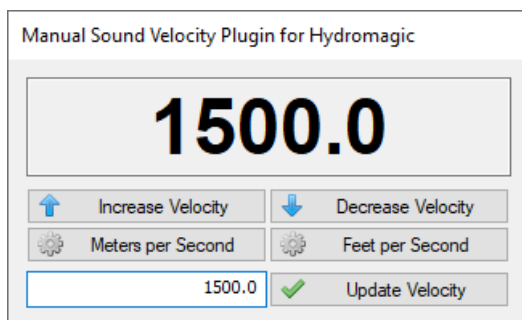 Manual Sound Velocity Plugin for Hydromagic
1500.0
Increase Velocity Decrease Velocity
Meters per Second Feet per Second
1500.0 Update Velocity